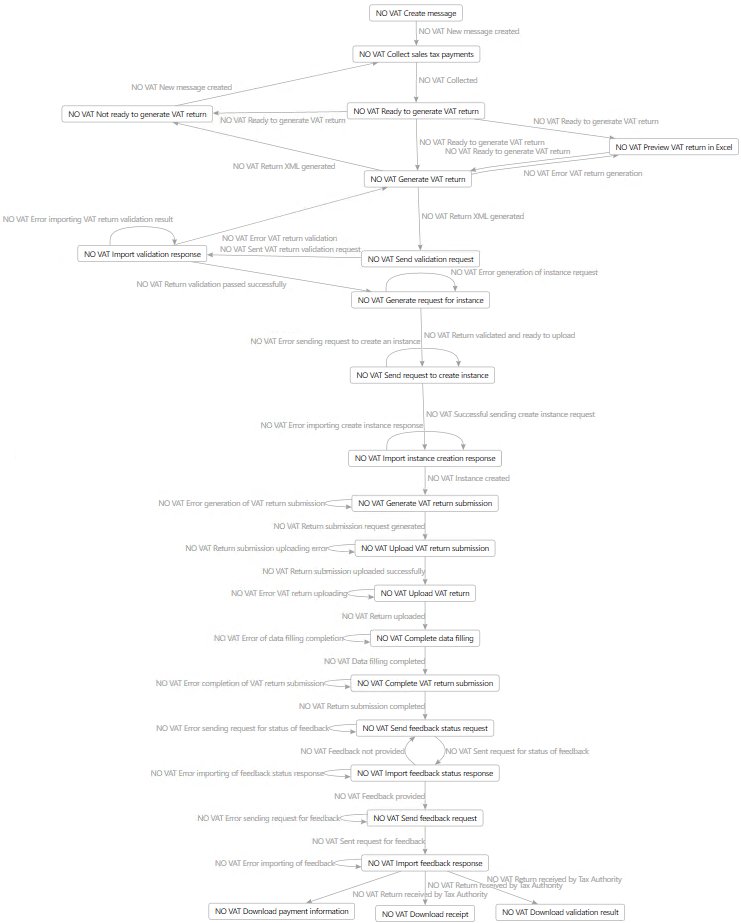 NO VAT Create message
NO VAT New message created
NO VAT Collect sales tax payments
NO VAT New message created
NO VAT Collected
NO VAT Not ready to generate VAT return
NO VAT Ready to generate VAT return
NO VAT Ready to generate VAT return
NO VAT Ready to generate VAT return
NO VAT Ready to generate VAT return
NO VAT Preview VAT return in Excel
NO VAT Ready to generate VAT return
NO VAT Return XML generated
NO VAT Error VAT return generation
NO VAT Generate VAT return
NO VAT Error importing VAT return validation result
NO VAT Return XML generated
NO VAT Error VAT return validation
NO VAT Sent VAT return validation request
NO VAT Import validation response
NO VAT Send validation request
NO VAT Error generation of instance request
NO VAT Return validation passed successfully
NO VAT Generate request for instance
NO VAT Return validated and ready to upload
NO VAT Error sending request to create an instance
NO VAT Send request to create instance
NO VAT Successful sending create instance request
NO VAT Error importing create instance response
NO VAT Import instance creation response
NO VAT Instance created
NO VAT Error generation of VAT return submission
NO VAT Generate VAT return submission
NO VAT Return submission request generated
NO VAT Return submission uploading error
NO VAT Upload VAT return submission
NO VAT Return submission uploaded successfully
NO VAT Error VAT return uploading
NO VAT Upload VAT return
NO VAT Return uploaded
NO VAT Error of data filling completion
NO VAT Complete data filling
NO VAT Data filling completed
NO VAT Error completion of VAT return submission
NO VAT Complete VAT return submission
NO VAT Return submission completed
NO VAT Error sending request for status of feedback
NO VAT Send feedback status request
NO VAT Feedback not provided
NO VAT Sent request for status of feedback
NO VAT Error importing of feedback status response
NO VAT Import feedback status response
NO VAT Feedback provided
NO VAT Error sending request for feedback
NO VAT Send feedback request
NO VAT Sent request for feedback
NO VAT Error importing of feedback
NO VAT Import feedback response
NO VAT Return received by Tax Authority
NO VAT Return received by Tax Authority
NO VAT Return received by Tax Authority
NO VAT Download payment information
NO VAT Download receipt
NO VAT Download validation result